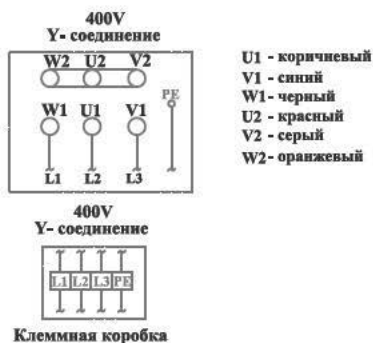 400V
Y- соединение
W2 U2 V2
PE
W1 U1 V1
L1 L2 L3
U1 - коричневый
V1 - синий
W1 - черный
U2 - красный
V2 - серый
W2 - оранжевый
400V
Y- соединение
L1 L2 L3 PE
Клеммная коробка